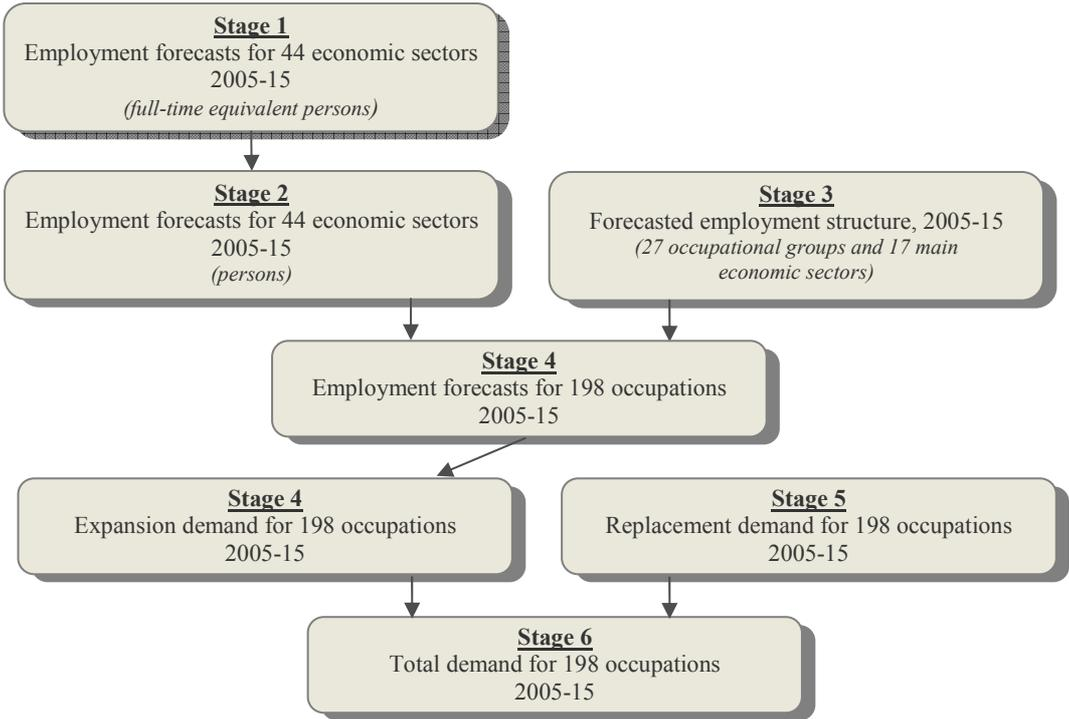 Stage 1
Employment forecasts for 44 economic sectors
2005-15
(full-time equivalent persons)
Stage 2
Employment forecasts for 44 economic sectors
2005-15
(persons)
Stage 3
Forecasted employment structure, 2005-15
(27 occupational groups and 17 main
economic sectors)
Stage 4
Employment forecasts for 198 occupations
2005-15
Stage 4
Expansion demand for 198 occupations
2005-15
Stage 5
Replacement demand for 198 occupations
2005-15
Stage 6
Total demand for 198 occupations
2005-15